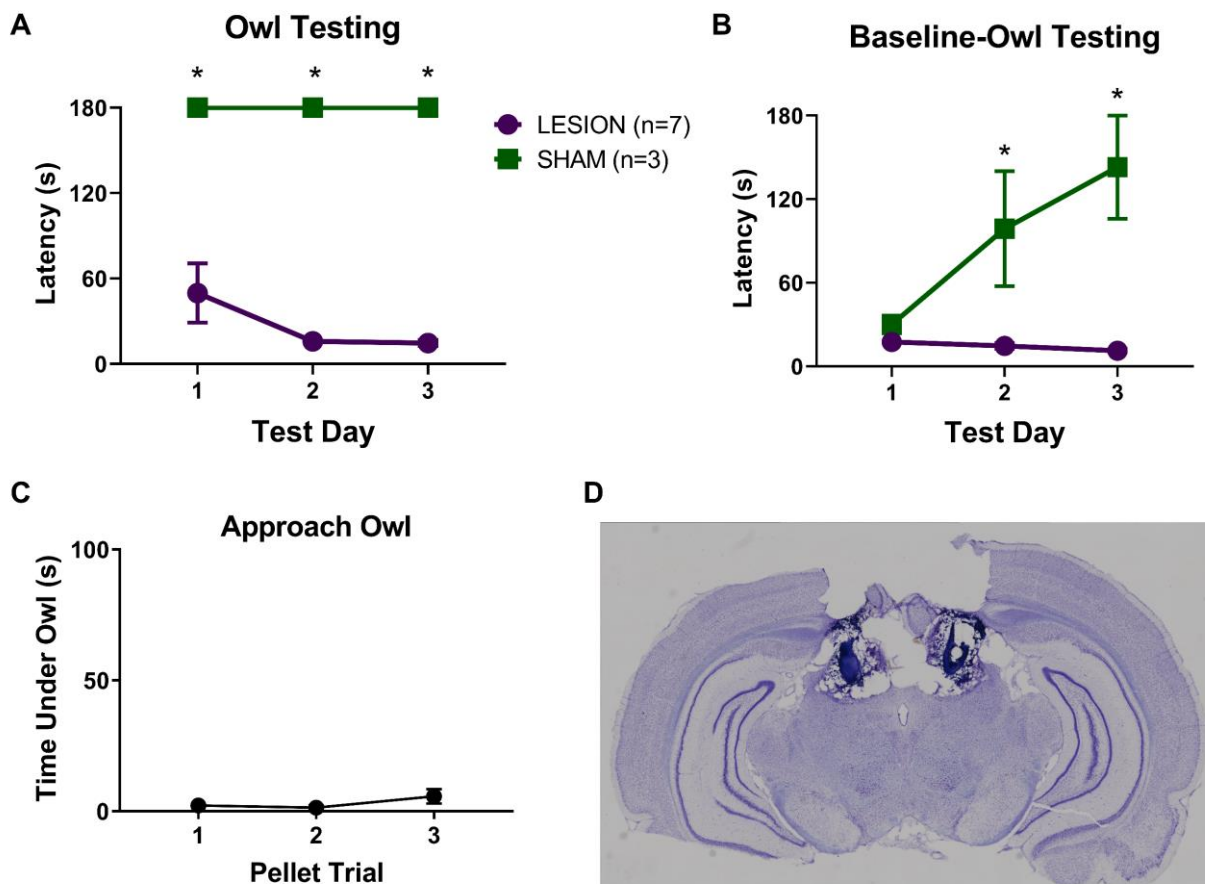 A
Owl Testing
* * *
180
120
60
0
Latency (s)
1 2 3
Test Day
LESION (n=7)
SHAM (n=3)
B
Baseline-Owl Testing
* *
180
120
60
0
Latency (s)
1 2 3
Test Day
C
Approach Owl
100
50
0
Time Under Owl (s)
1 2 3
Pellet Trial
D